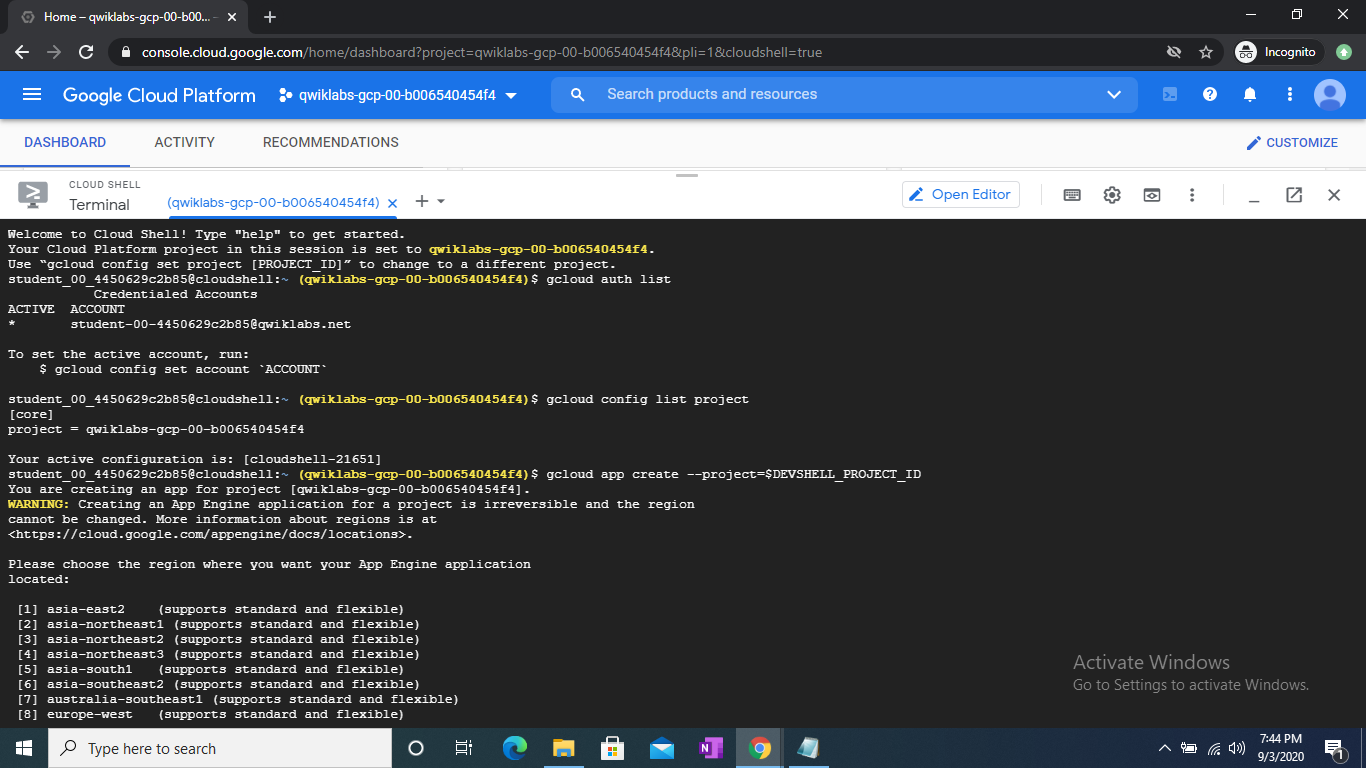 Home – qwiklabs-gcp-00-b00...
console.cloud.google.com/home/dashboard?project=qwiklabs-gcp-00-b006540454f4&pli=1&cloudshell=true
Incognito
Google Cloud Platform
qwiklabs-gcp-00-b006540454f4
Search products and resources
DASHBOARD
ACTIVITY
RECOMMENDATIONS
CUSTOMIZE
CLOUD SHELL
Terminal
(qwiklabs-gcp-00-b006540454f4)
Open Editor
Welcome to Cloud Shell! Type "help" to get started.
Your Cloud Platform project in this session is set to qwiklabs-gcp-00-b006540454f4.
Use “gcloud config set project [PROJECT_ID]” to change to a different project.
student_00_4450629c2b85@cloudshell:~ (qwiklabs-gcp-00-b006540454f4)$ gcloud auth list
Credentialed Accounts
ACTIVE ACCOUNT
* student-00-4450629c2b85@qwiklabs.net
To set the active account, run:
$ gcloud config set account `ACCOUNT`
student_00_4450629c2b85@cloudshell:~ (qwiklabs-gcp-00-b006540454f4)$ gcloud config list project
[core]
project = qwiklabs-gcp-00-b006540454f4
Your active configuration is: [cloudshell-21651]
student_00_4450629c2b85@cloudshell:~ (qwiklabs-gcp-00-b006540454f4)$ gcloud app create --project=$DEVSHELL_PROJECT_ID
You are creating an app for project [qwiklabs-gcp-00-b006540454f4].
WARNING: Creating an App Engine application for a project is irreversible and the region
cannot be changed. More information about regions is at
<https://cloud.google.com/appengine/docs/locations>.
Please choose the region where you want your App Engine application
located:
[1] asia-east2 (supports standard and flexible)
[2] asia-northeast1 (supports standard and flexible)
[3] asia-northeast2 (supports standard and flexible)
[4] asia-northeast3 (supports standard and flexible)
[5] asia-south1 (supports standard and flexible)
[6] asia-southeast2 (supports standard and flexible)
[7] australia-southeast1 (supports standard and flexible)
[8] europe-west (supports standard and flexible)
Activate Windows
Go to Settings to activate Windows.
Type here to search
7:44 PM
9/3/2020
1